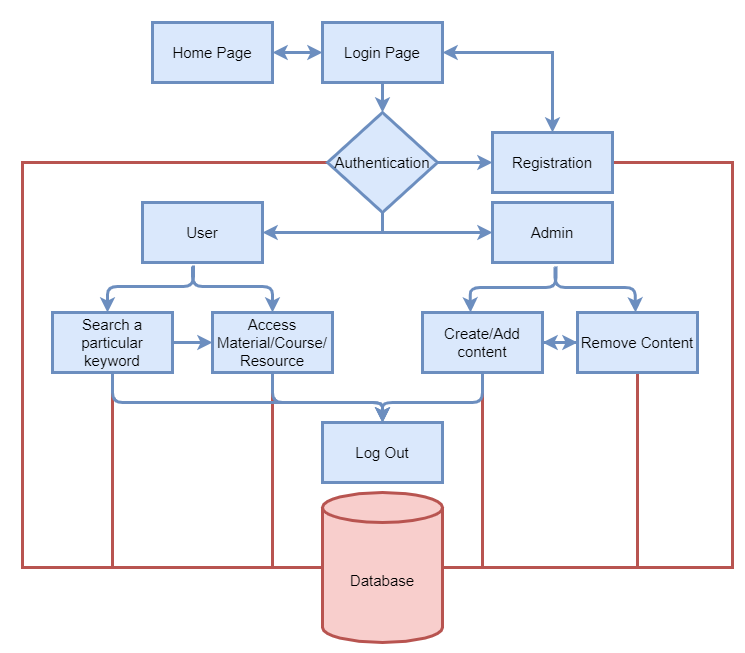 Home Page
Login Page
Authentication
Registration
User
Admin
Search a
particular
keyword
Access
Material/Course/
Resource
Create/Add
content
Remove Content
Log Out
Database